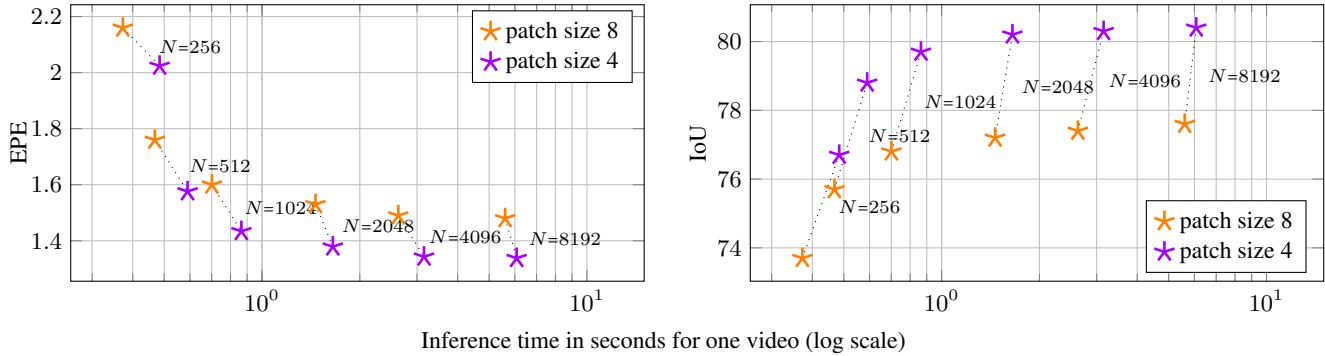 2.2
2
1.8
1.6
1.4
EPE
N=256
N=512
N=1024
N=2048
N=4096
N=8192
patch size 8
patch size 4
10^0
10^1
80
78
76
74
IoU
N=256
N=512
N=1024
N=2048
N=4096
N=8192
patch size 8
patch size 4
10^0
10^1
Inference time in seconds for one video (log scale)